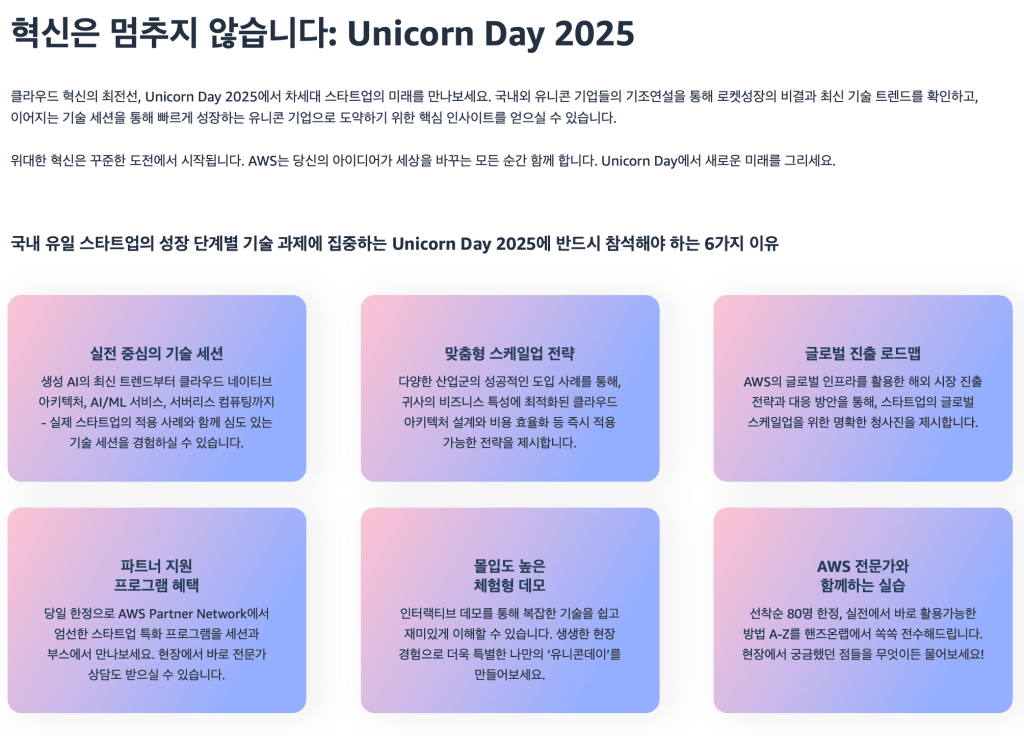 혁신은 멈추지 않습니다: Unicorn Day 2025
클라우드 혁신의 최전선, Unicorn Day 2025에서 차세대 스타트업의 미래를 만나보세요. 국내외 유니콘 기업들의 기조연설을 통해 로켓성장의 비결과 최신 기술 트렌드를 확인하고,
이어지는 기술 세션을 통해 빠르게 성장하는 유니콘 기업으로 도약하기 위한 핵심 인사이트를 얻으실 수 있습니다.
위대한 혁신은 꾸준한 도전에서 시작됩니다. AWS는 당신의 아이디어가 세상을 바꾸는 모든 순간 함께 합니다. Unicorn Day에서 새로운 미래를 그리세요.
국내 유일 스타트업의 성장 단계별 기술 과제에 집중하는 Unicorn Day 2025에 반드시 참석해야 하는 6가지 이유
실전 중심의 기술 세션
생성 AI의 최신 트렌드부터 클라우드 네이티브
아키텍처, AI/ML 서비스, 서버리스 컴퓨팅까지
- 실제 스타트업의 적용 사례와 함께 심도 있는
기술 세션을 경험하실 수 있습니다.
맞춤형 스케일업 전략
다양한 산업군의 성공적인 도입 사례를 통해,
귀사의 비즈니스 특성에 최적화된 클라우드
아키텍처 설계와 비용 효율화 등 즉시 적용
가능한 전략을 제시합니다.
글로벌 진출 로드맵
AWS의 글로벌 인프라를 활용한 해외 시장 진출
전략과 대응 방안을 통해, 스타트업의 글로벌
스케일업을 위한 명확한 청사진을 제시합니다.
파트너 지원
프로그램 혜택
당일 한정으로 AWS Partner Network에서
엄선한 스타트업 특화 프로그램을 세션과
부스에서 만나보세요. 현장에서 바로 전문가
상담도 받으실 수 있습니다.
몰입도 높은
체험형 데모
인터랙티브 데모를 통해 복잡한 기술을 쉽고
재미있게 이해할 수 있습니다. 생생한 현장
경험으로 더욱 특별한 나만의 ‘유니콘데이’를
만들어보세요.
AWS 전문가와
함께하는 실습
선착순 80명 한정, 실전에서 바로 활용가능한
방법 A-Z를 핸즈온랩에서 쏙쏙 전수해드립니다.
현장에서 궁금했던 점들을 무엇이든 물어보세요!